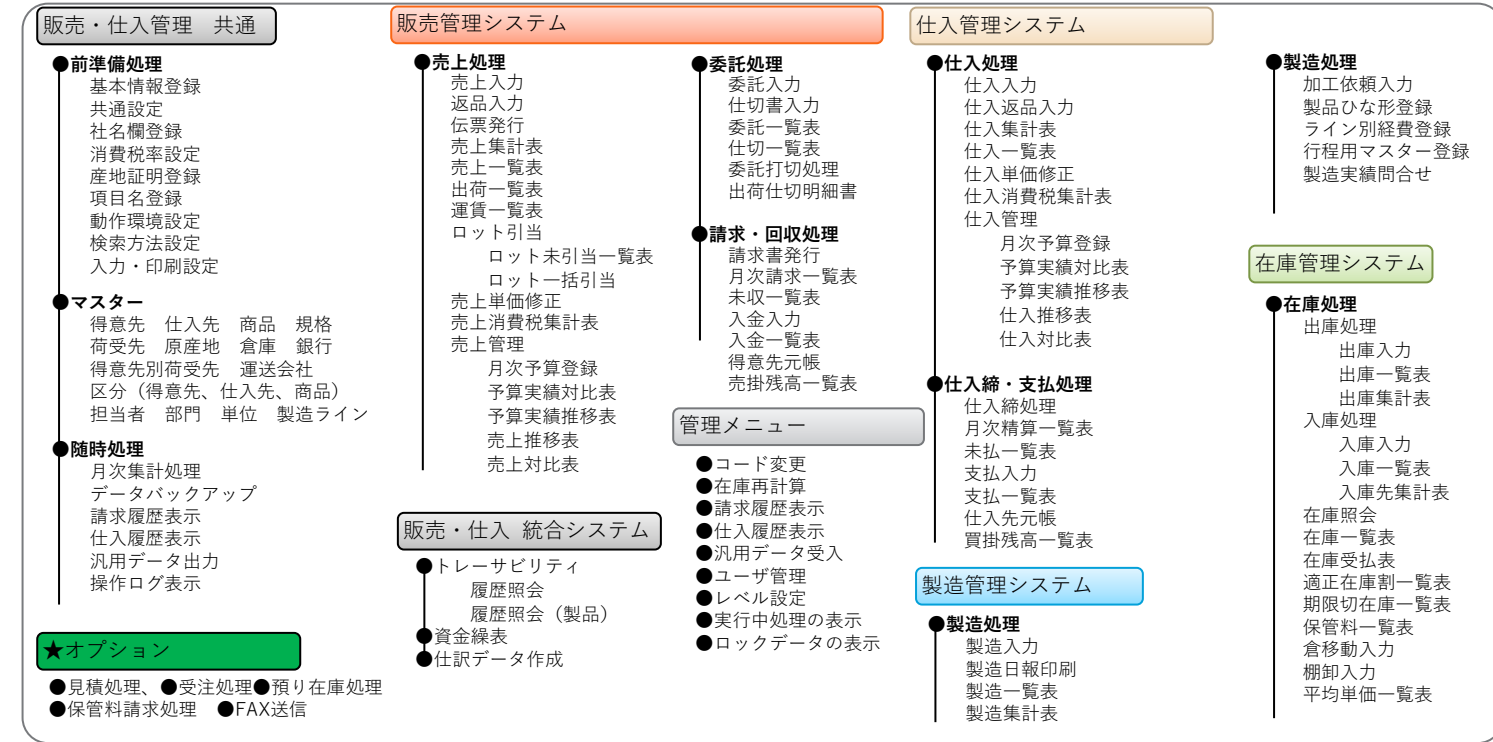 販売・仕入管理　共通
●前準備処理
基本情報登録
共通設定
社名欄登録
消費税率設定
産地証明登録
項目名登録
動作環境設定
検索方法設定
入力・印刷設定
●マスター
得意先　仕入先　商品　規格
荷受先　原産地　倉庫　銀行
得意先別荷受先　運送会社
区分（得意先、仕入先、商品）
担当者　部門　単位　製造ライン
●随時処理
月次集計処理
データバックアップ
請求履歴表示
仕入履歴表示
汎用データ出力
操作ログ表示
★オプション
●見積処理、●受注処理●預り在庫処理
●保管料請求処理　●FAX送信
販売管理システム
●売上処理
売上入力
返品入力
伝票発行
売上集計表
売上一覧表
出荷一覧表
運賃一覧表
ロット引当
ロット未引当一覧表
ロット一括引当
売上単価修正
売上消費税集計表
売上管理
月次予算登録
予算実績対比表
予算実績推移表
売上推移表
売上対比表
販売・仕入 統合システム
●トレーサビリティ
履歴照会
履歴照会（製品）
●資金繰表
●仕訳データ作成
●委託処理
委託入力
仕切書入力
委託一覧表
仕切一覧表
委託打切処理
出荷仕切明細書
●請求・回収処理
請求書発行
月次請求一覧表
未収一覧表
入金入力
入金一覧表
得意先元帳
売掛残高一覧表
管理メニュー
●コード変更
●在庫再計算
●請求履歴表示
●仕入履歴表示
●汎用データ受入
●ユーザ管理
●レベル設定
●実行中処理の表示
●ロックデータの表示
仕入管理システム
●仕入処理
仕入入力
仕入返品入力
仕入集計表
仕入一覧表
仕入単価修正
仕入消費税集計表
仕入管理
月次予算登録
予算実績対比表
予算実績推移表
仕入推移表
仕入対比表
●仕入締・支払処理
仕入締処理
月次精算一覧表
未払一覧表
支払入力
支払一覧表
仕入先元帳
買掛残高一覧表
製造管理システム
●製造処理
製造入力
製造日報印刷
製造一覧表
製造集計表
●製造処理
加工依頼入力
製品ひな形登録
ライン別経費登録
行程用マスター登録
製造実績問合せ
在庫管理システム
●在庫処理
出庫処理
出庫入力
出庫一覧表
出庫集計表
入庫処理
入庫入力
入庫一覧表
入庫先集計表
在庫照会
在庫一覧表
在庫受払表
適正在庫割一覧表
期限切在庫一覧表
保管料一覧表
倉移動入力
棚卸入力
平均単価一覧表